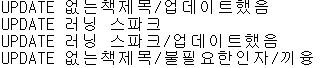 UPDATE 없는책제목/업데이트했음
UPDATE 러닝 스파크
UPDATE 러닝 스파크/업데이트했음
UPDATE 없는책제목/불필요한인자/끼용